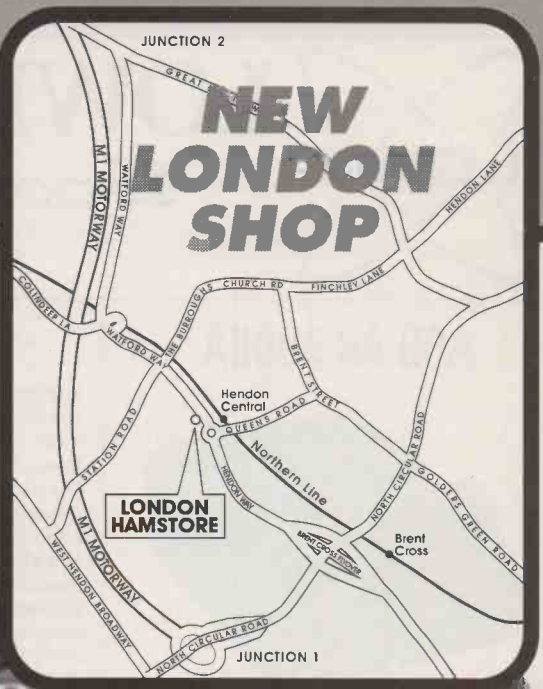 JUNCTION 2
GREAT
NEW
LONDON
SHOP
M1 MOTORWAY
WATFORD WAY
HENDON LANE
COLINDEEP LA
WATFORD WAY
THE BURROUGHS
CHURCH RD
FINCHLEY LANE
BRENT STREET
Hendon
Central
QUEENS ROAD
STATION ROAD
Northern Line
HENDON WAY
NORTH CIRCULAR ROAD
GOLDERS GREEN ROAD
LONDON
HAMSTORE
M1 MOTORWAY
BRENT CROSS FLYOVER
Brent
Cross
WEST HENDON BROADWAY
NORTH CIRCULAR ROAD
JUNCTION 1